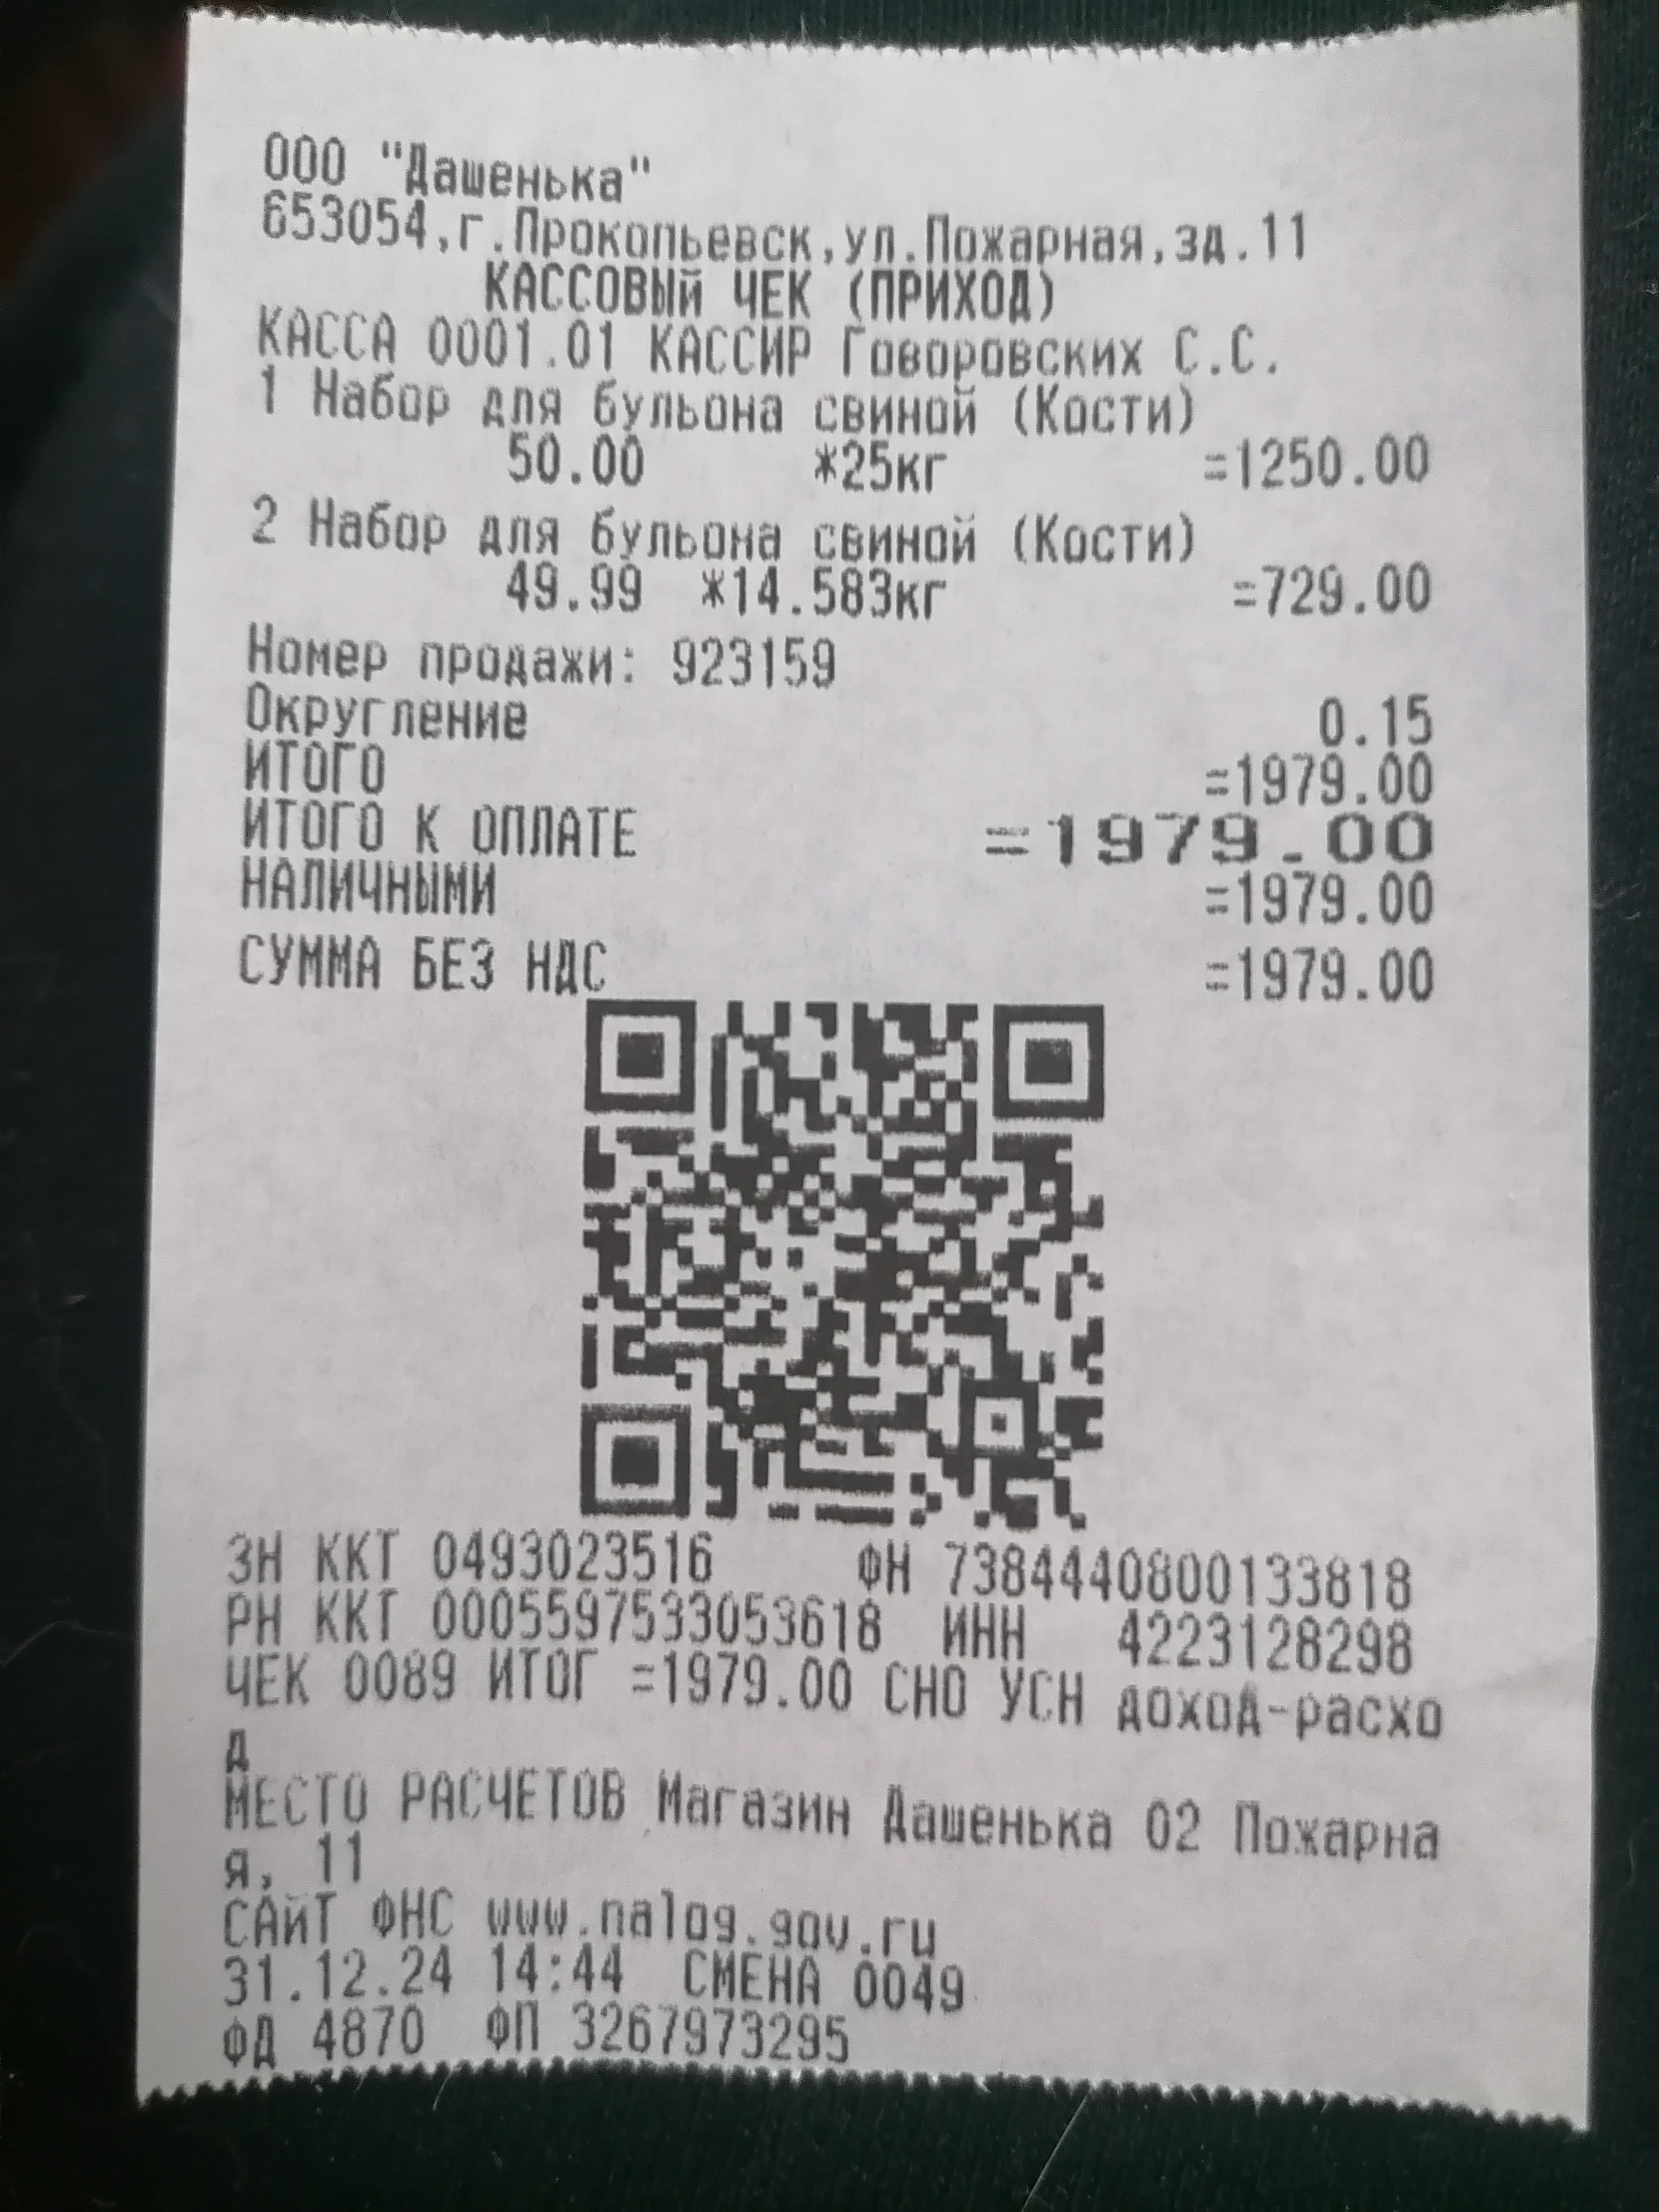 ООО "Дашенька"
653054,г.Прокопьевск,ул.Пожарная,зд.11
КАССОВЫЙ ЧЕК (ПРИХОД)
КАССА 0001.01 КАССИР Говоровских С.С.
1 Набор для бульона свиной (Кости)
50.00 *25кг =1250.00
2 Набор для бульона свиной (Кости)
49.99 *14.583кг =729.00
Номер продажи: 923159
Округление 0.15
ИТОГО =1979.00
ИТОГО К ОПЛАТЕ =1979.00
НАЛИЧНЫМИ =1979.00
СУММА БЕЗ НДС =1979.00
ЗН ККТ 0493023516 ФН 7384440800133818
РН ККТ 0005597533053618 ИНН 4223128298
ЧЕК 0089 ИТОГ =1979.00 СНО УСН доход-расхо
д
МЕСТО РАСЧЕТОВ Магазин Дашенька 02 Пожарна
я, 11
САЙТ ФНС www.nalog.gov.ru
31.12.24 14:44 СМЕНА 0049
ФД 4870 ФП 3267973295